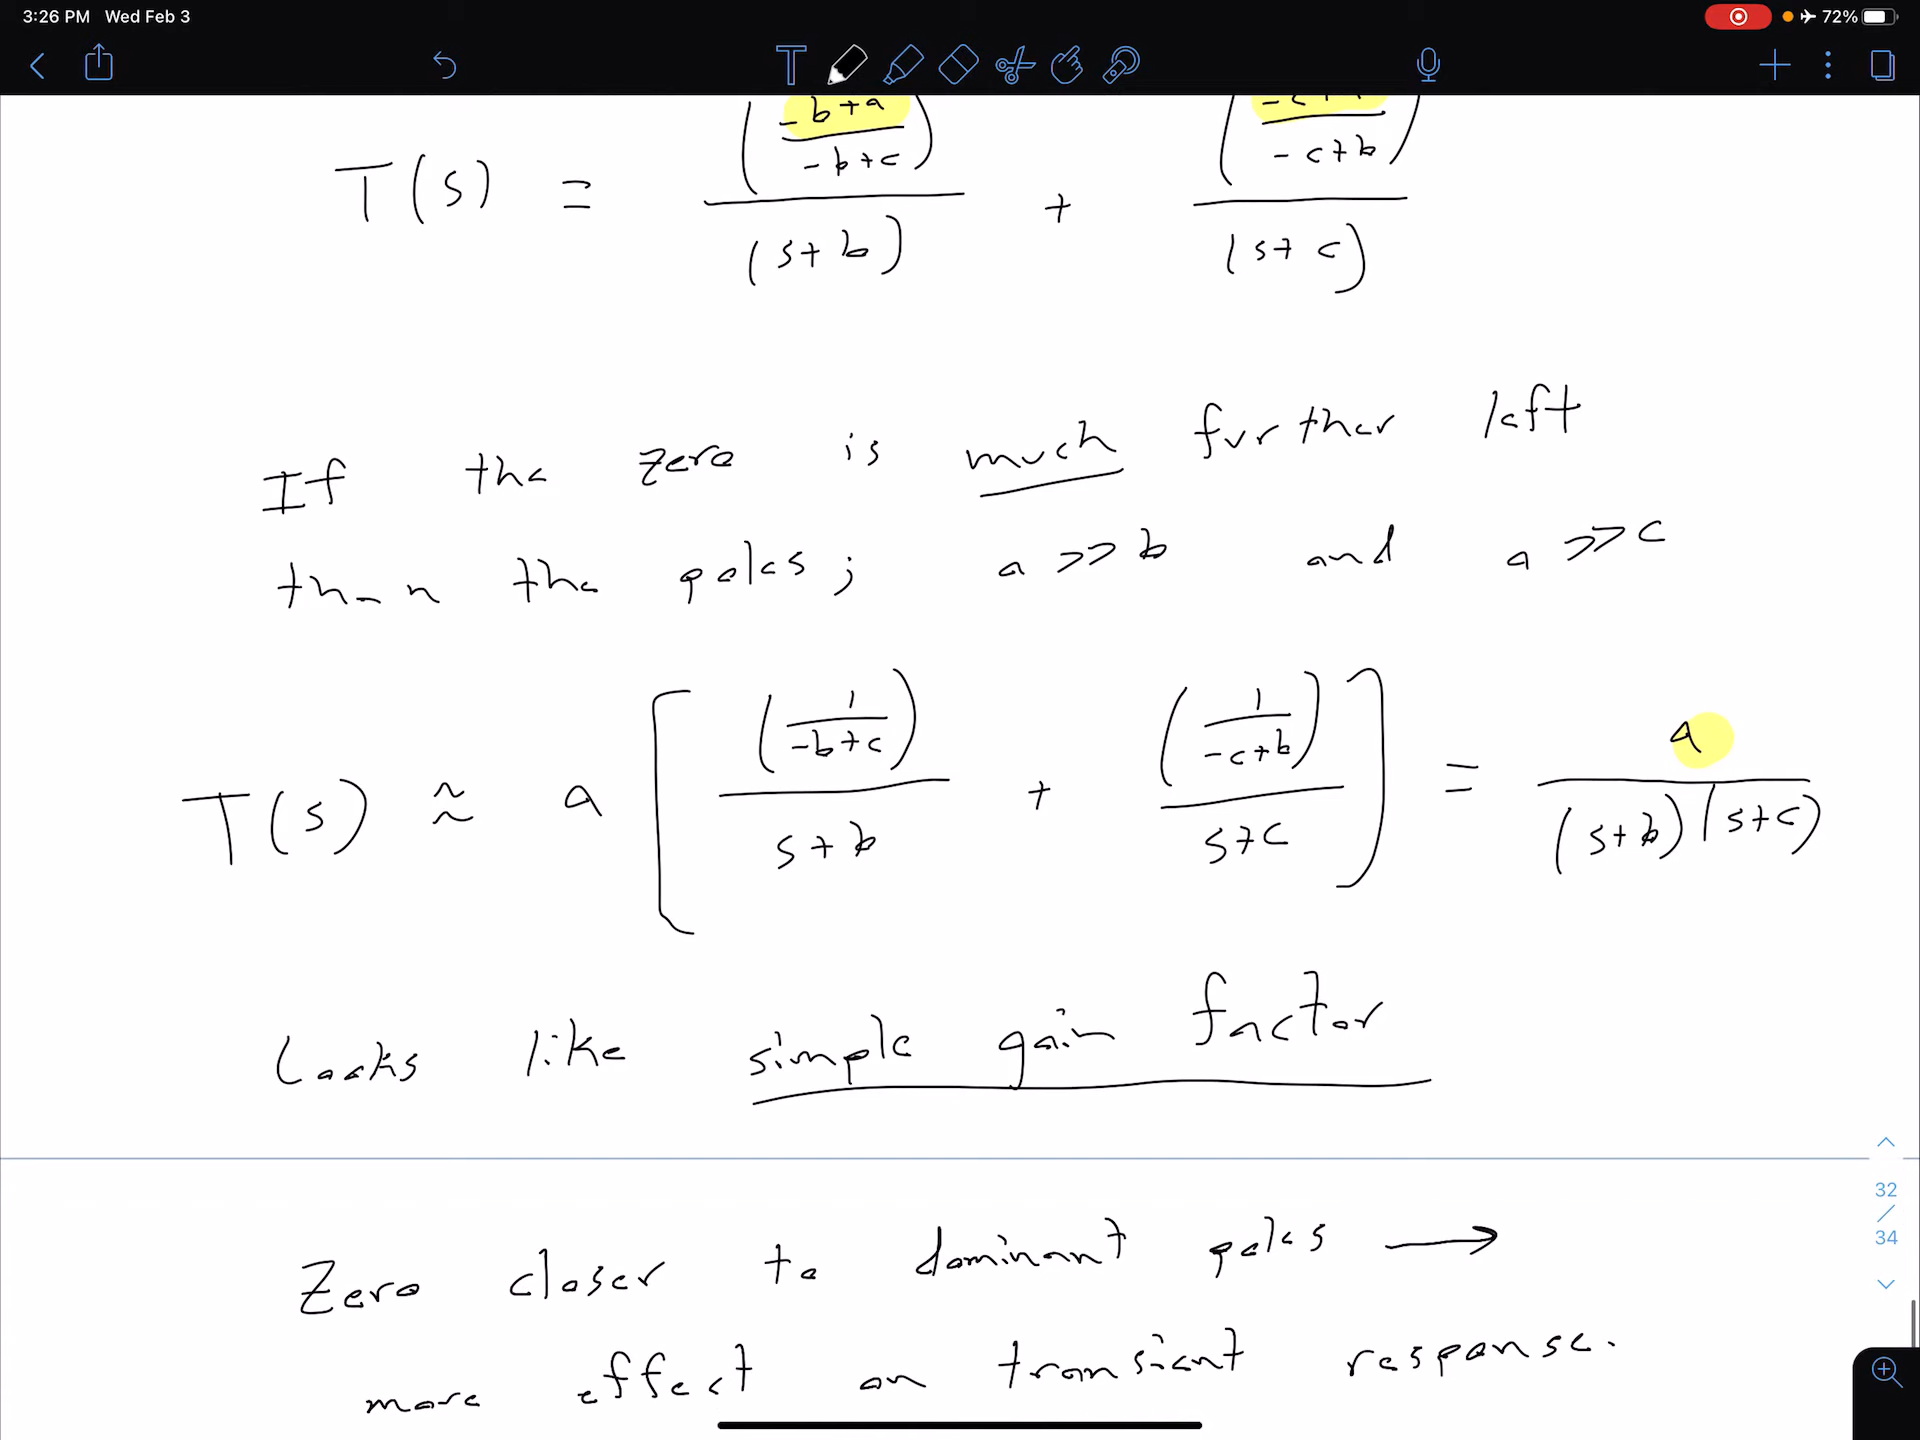 3:26 PM Wed Feb 3 72%
T(s) = ((-b+a)/(-b+c))/(s+b) + ((-c+a)/(-c+b))/(s+c)
If the zero is much further left
than the poles; a >> b and a >> c
T(s) ≈ a [ (1/(-b+c))/(s+b) + (1/(-c+b))/(s+c) ] = a/((s+b)(s+c))
Looks like simple gain factor
32
/
34
Zero closer to dominant poles →
more effect on transient response.